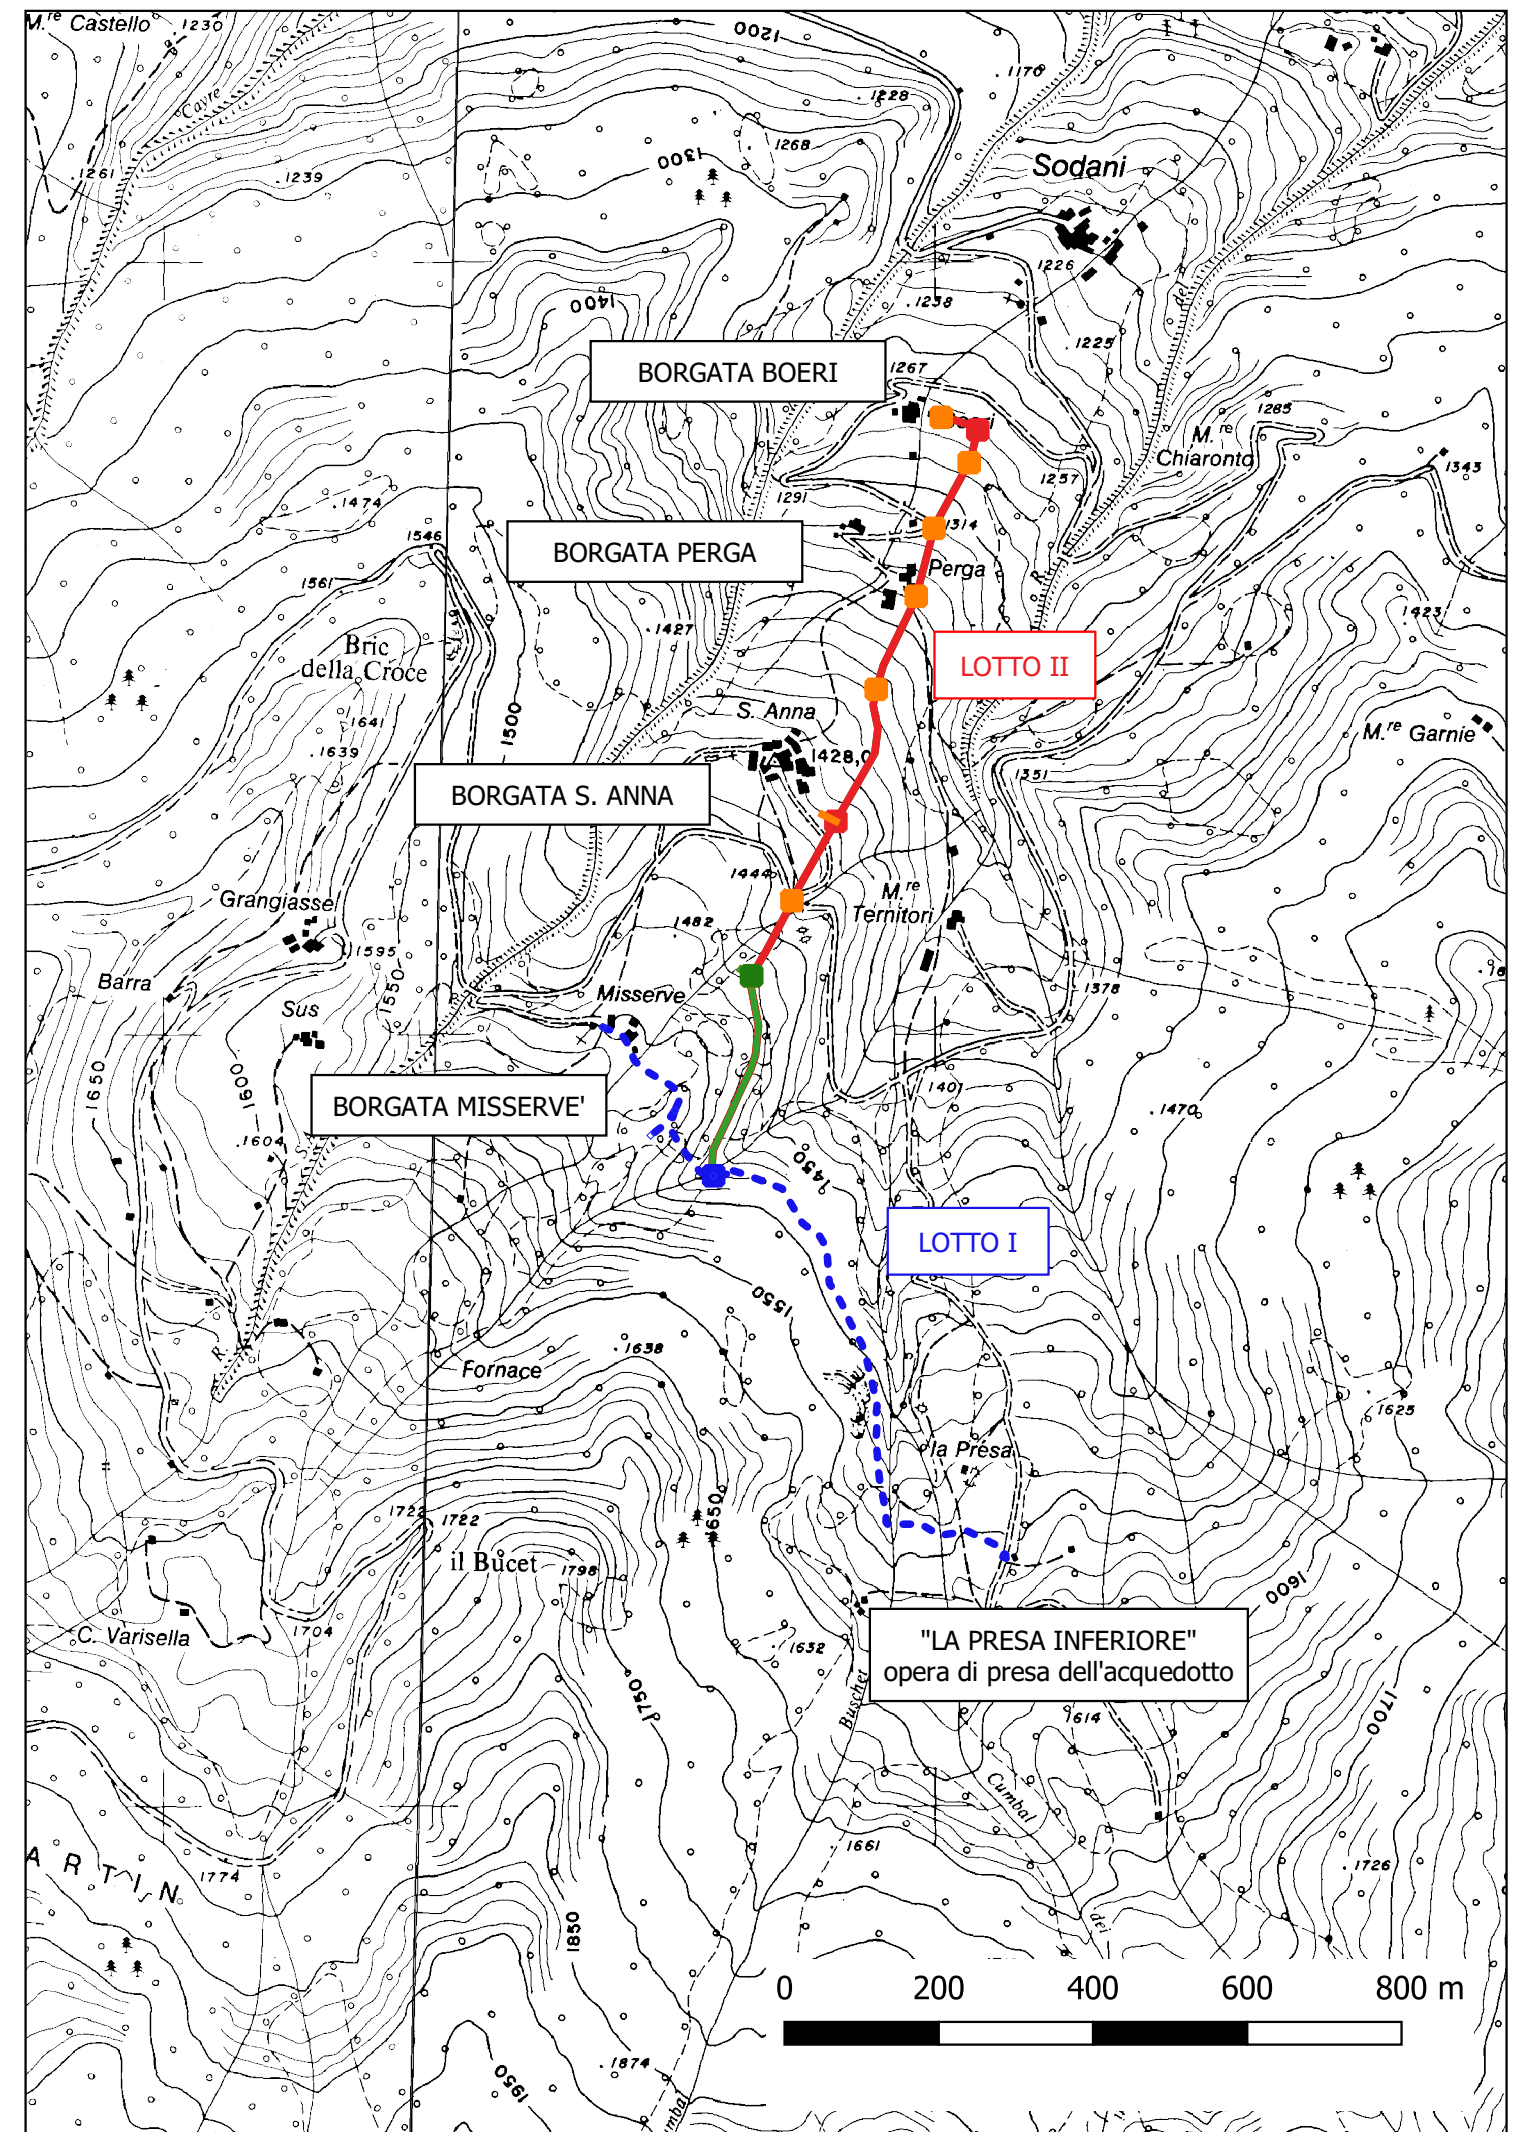 M.re Castello
.1230
1200
.1170
Cayre
.1228
.1268
1300
.1261
.1239
Sodani
1226
.1238
del
1400
.1225
BORGATA BOERI
1267
1285
M.re
Chiaronto
1343
.1474
1257
1291
1546
1314
BORGATA PERGA
Perga
1561
R.
.1423
.1427
Bric
della Croce
LOTTO II
1641
1500
S. Anna
M.re Garnie
.1639
1428,0
1351
BORGATA S. ANNA
1444
M.re
Ternitori
Grangiasse
1482
1595
Barra
1550
Misserve
1378
Sus
1650
1600
1401
BORGATA MISSERVE'
.1470
.1604
1450
LOTTO I
1550
R.
.1638
Fornace
1625
la Presa
1722
1722
1650
il Bucet
1798
1600
C. Varisella
1704
"LA PRESA INFERIORE"
.1632
opera di presa dell'acquedotto
1750
Buschet
1700
1614
Cumbal
.1661
.1726
ARTIN
1774
dei
1850
0 200 400 600 800 m
.1874
1950